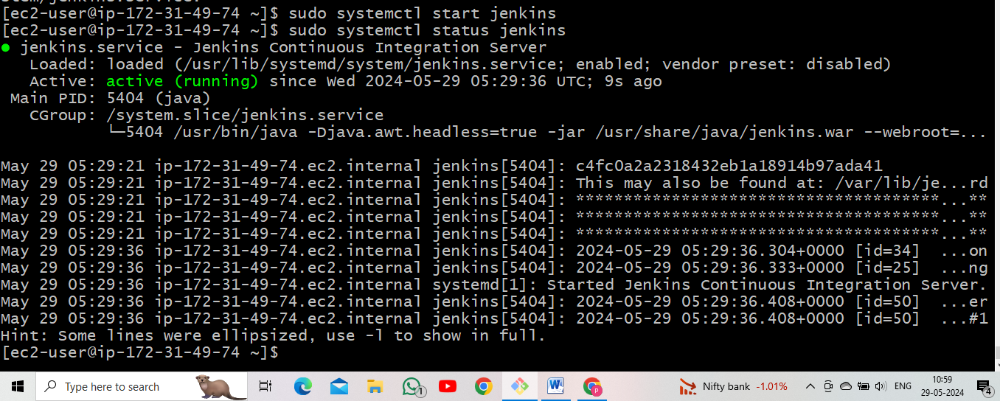 [ec2-user@ip-172-31-49-74 ~]$ sudo systemctl start jenkins
[ec2-user@ip-172-31-49-74 ~]$ sudo systemctl status jenkins
● jenkins.service - Jenkins Continuous Integration Server
   Loaded: loaded (/usr/lib/systemd/system/jenkins.service; enabled; vendor preset: disabled)
   Active: active (running) since Wed 2024-05-29 05:29:36 UTC; 9s ago
 Main PID: 5404 (java)
   CGroup: /system.slice/jenkins.service
           └─5404 /usr/bin/java -Djava.awt.headless=true -jar /usr/share/java/jenkins.war --webroot=...
May 29 05:29:21 ip-172-31-49-74.ec2.internal jenkins[5404]: c4fc0a2a2318432eb1a18914b97ada41
May 29 05:29:21 ip-172-31-49-74.ec2.internal jenkins[5404]: This may also be found at: /var/lib/je...rd
May 29 05:29:21 ip-172-31-49-74.ec2.internal jenkins[5404]: **************************************...**
May 29 05:29:21 ip-172-31-49-74.ec2.internal jenkins[5404]: **************************************...**
May 29 05:29:21 ip-172-31-49-74.ec2.internal jenkins[5404]: **************************************...**
May 29 05:29:36 ip-172-31-49-74.ec2.internal jenkins[5404]: 2024-05-29 05:29:36.304+0000 [id=34]  ...on
May 29 05:29:36 ip-172-31-49-74.ec2.internal jenkins[5404]: 2024-05-29 05:29:36.333+0000 [id=25]  ...ng
May 29 05:29:36 ip-172-31-49-74.ec2.internal systemd[1]: Started Jenkins Continuous Integration Server.
May 29 05:29:36 ip-172-31-49-74.ec2.internal jenkins[5404]: 2024-05-29 05:29:36.408+0000 [id=50]  ...er
May 29 05:29:36 ip-172-31-49-74.ec2.internal jenkins[5404]: 2024-05-29 05:29:36.408+0000 [id=50]  ...#1
Hint: Some lines were ellipsized, use -l to show in full.
[ec2-user@ip-172-31-49-74 ~]$
Type here to search
1
W
P
Nifty bank -1.01%
ENG
10:59
29-05-2024
4